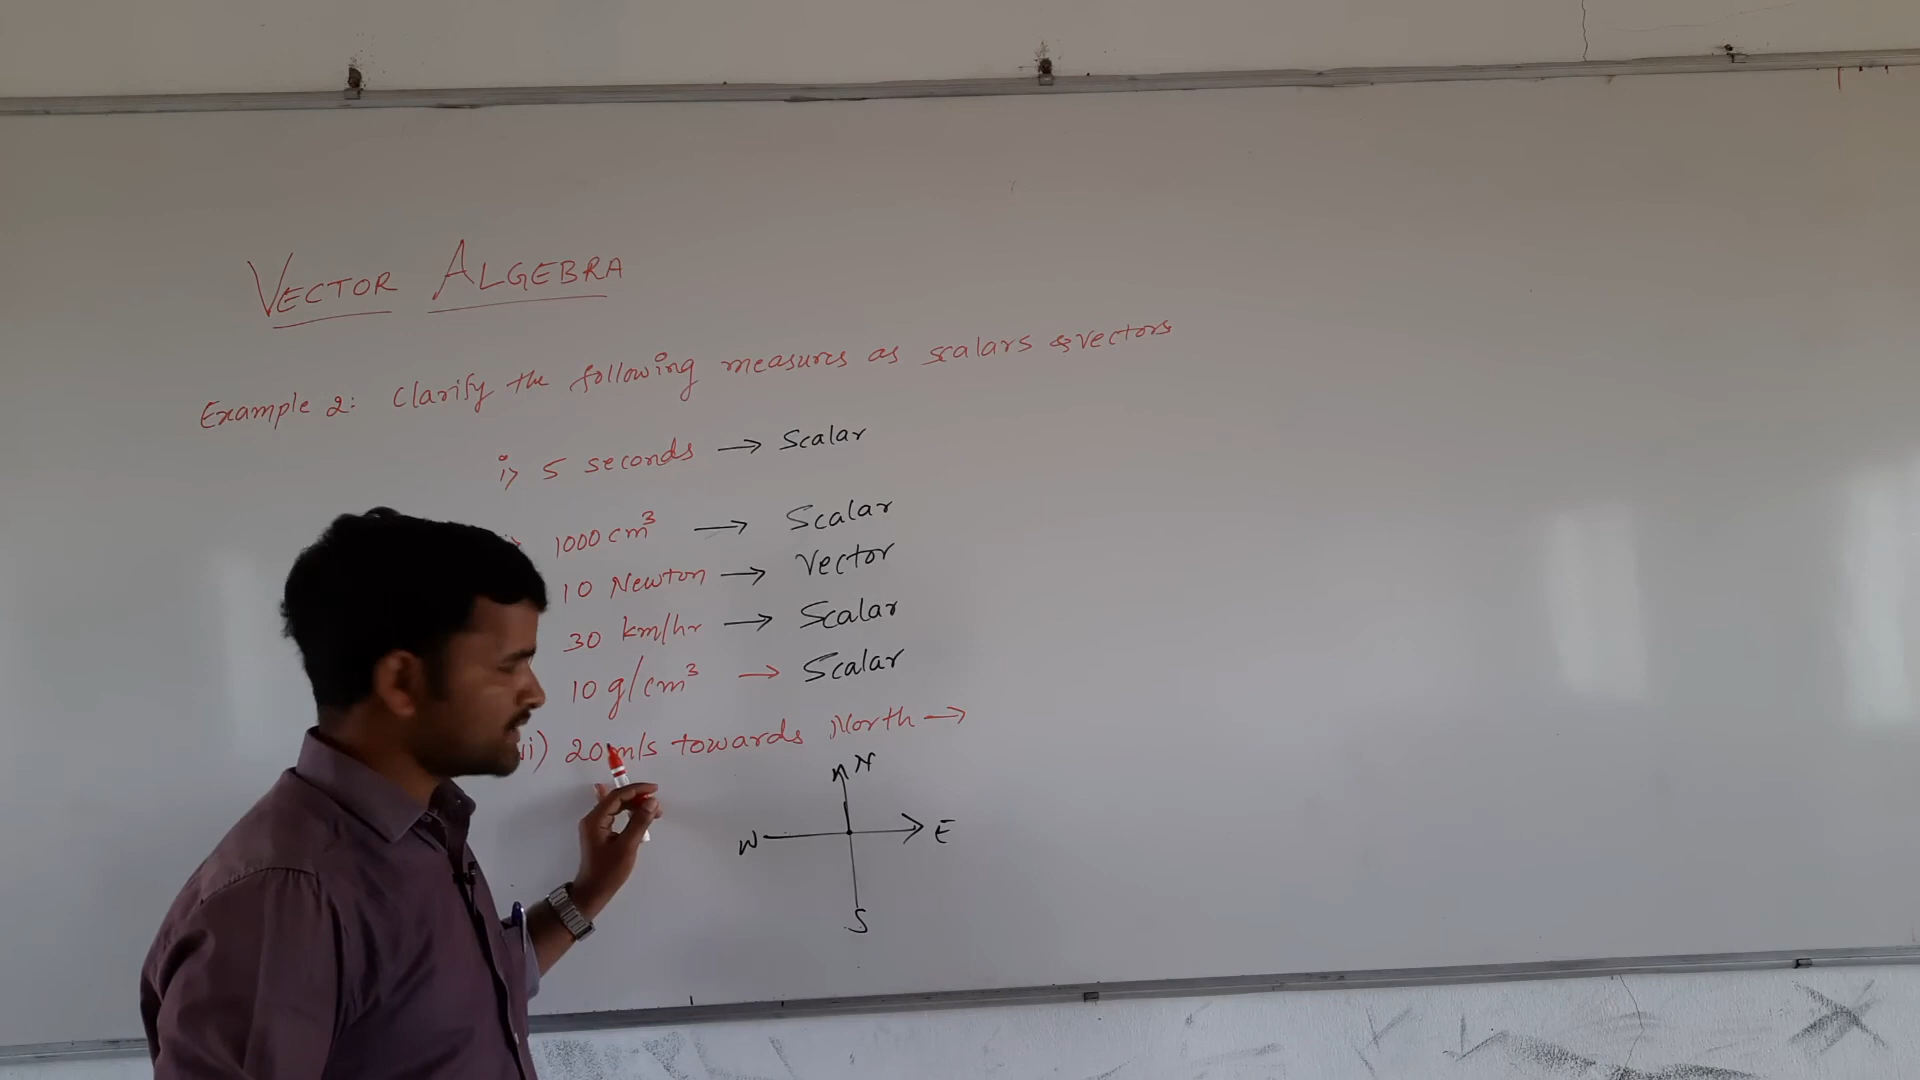 VECTOR ALGEBRA
Example 2: Clarify the following measures as scalars & vectors
i> 5 seconds → Scalar
1000 cm³ → Scalar
10 Newton → Vector
30 km/hr → Scalar
10 g/cm³ → Scalar
vi) 20 m/s towards North →
N
W E
S